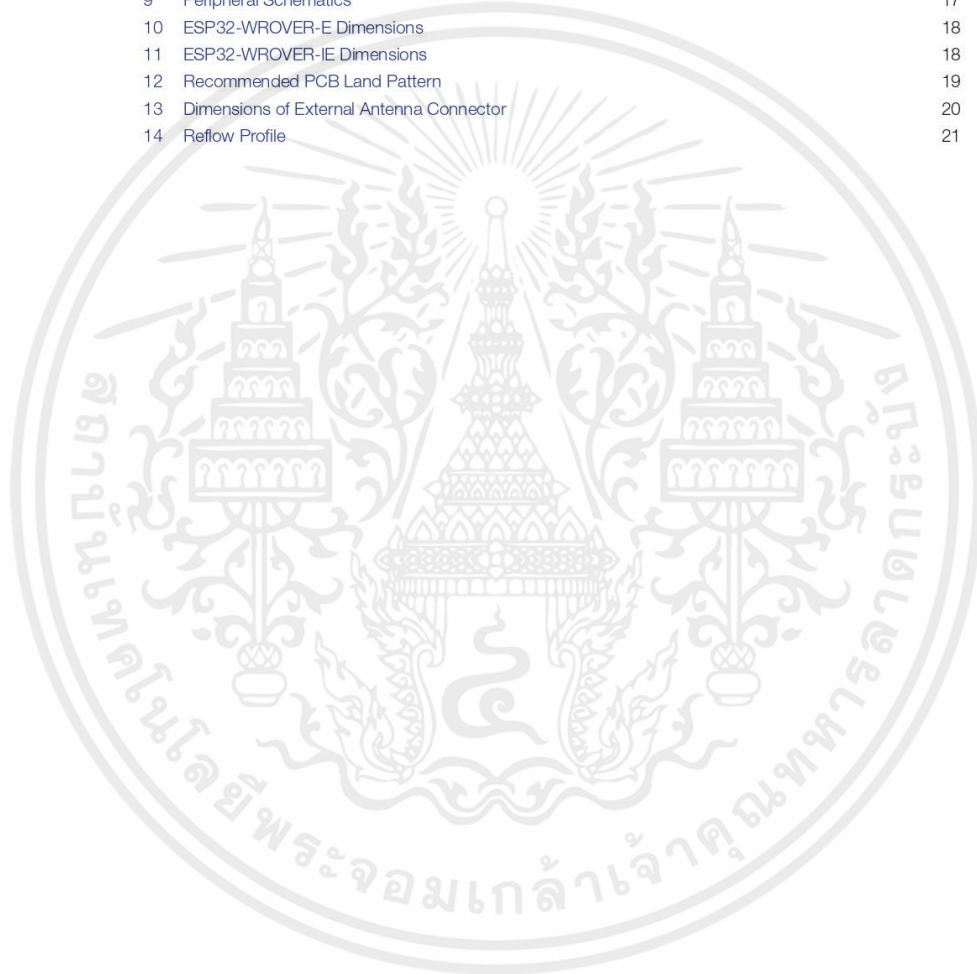 9 Peripheral Schematics 17
10 ESP32-WROVER-E Dimensions 18
11 ESP32-WROVER-IE Dimensions 18
12 Recommended PCB Land Pattern 19
13 Dimensions of External Antenna Connector 20
14 Reflow Profile 21
๔
สถาบันเทคโนโลยีพระจอมเกล้าเจ้าคุณทหารลาดกระบัง